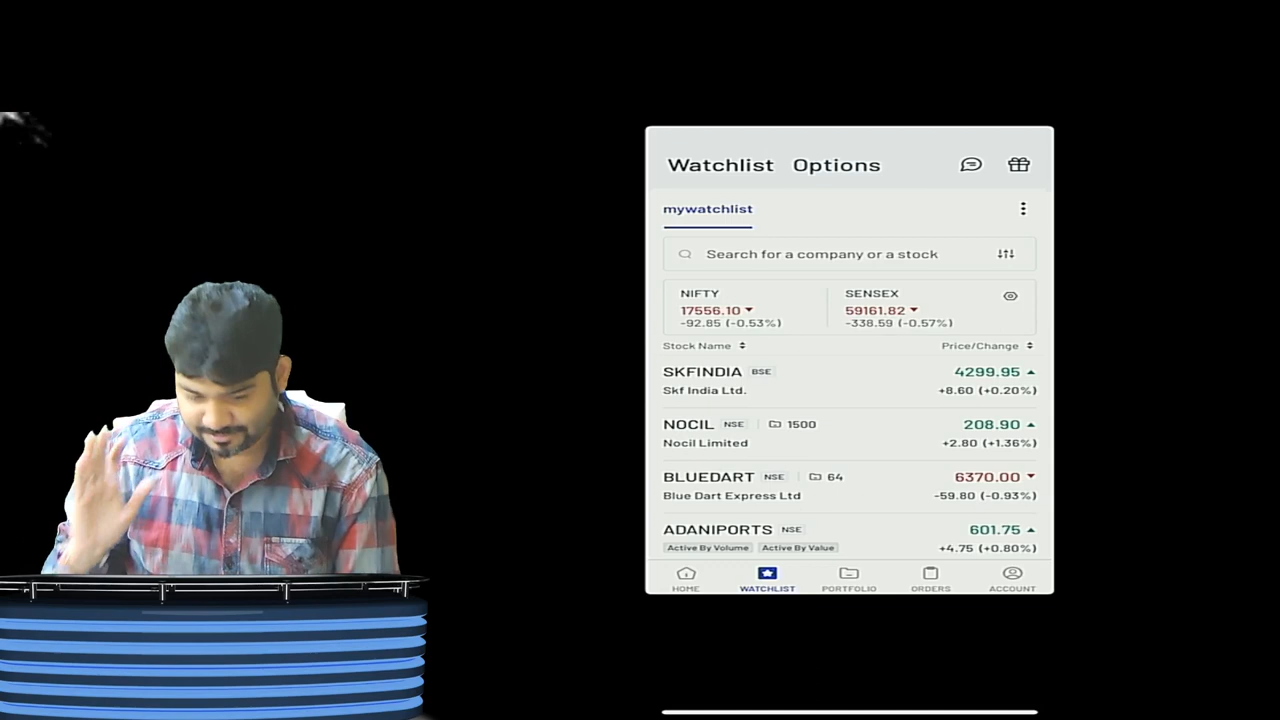 Watchlist Options
mywatchlist
Search for a company or a stock
NIFTY
17556.10
-92.85 (-0.53%)
SENSEX
59161.82
-338.59 (-0.57%)
Stock Name Price/Change
SKFINDIA BSE 4299.95
Skf India Ltd. +8.60 (+0.20%)
NOCIL NSE 1500 208.90
Nocil Limited +2.80 (+1.36%)
BLUEDART NSE 64 6370.00
Blue Dart Express Ltd -59.80 (-0.93%)
ADANIPORTS NSE 601.75
Active By Volume Active By Value +4.75 (+0.80%)
HOME WATCHLIST PORTFOLIO ORDERS ACCOUNT